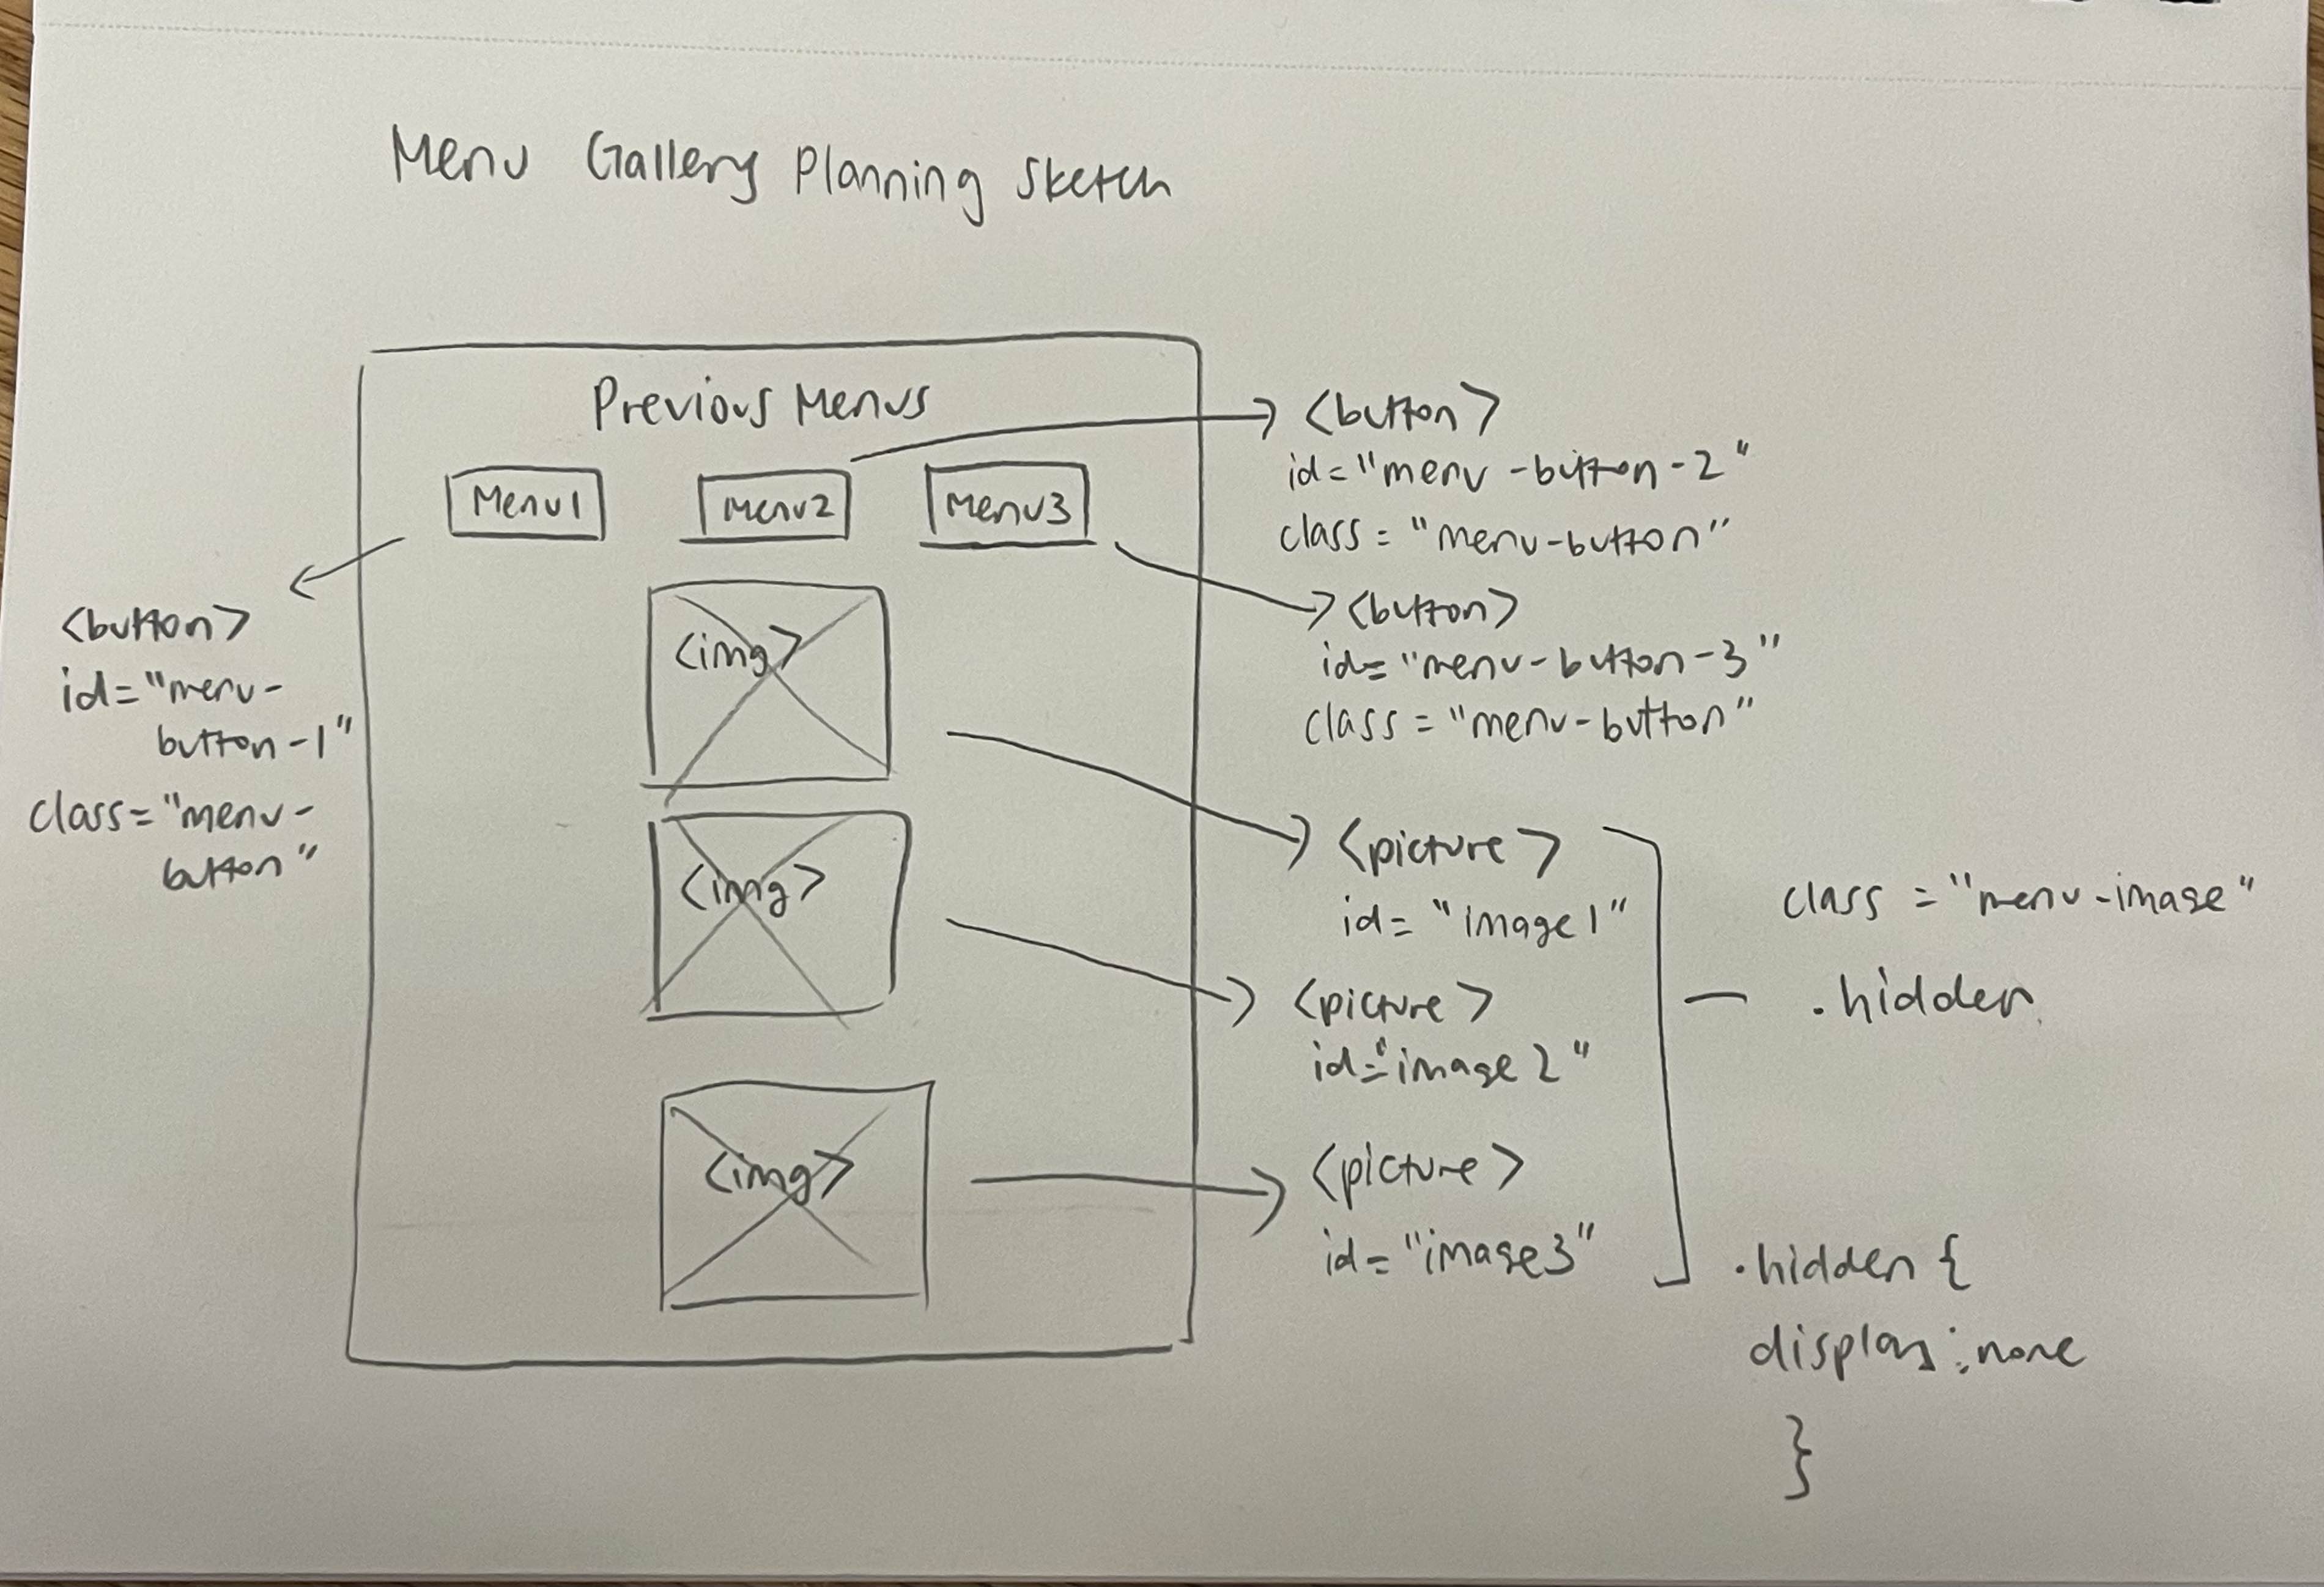 Menu Gallery Planning Sketch
Previous Menus
Menu1
Menu2
Menu3
<button>
id="menu-
button-1"
class="menu-
button"
<button>
id="menu-button-2"
class="menu-button"
<button>
id="menu-button-3"
class="menu-button"
<img>
<img>
<img>
<picture>
id="image1"
<picture>
id="image2"
<picture>
id="image3"
class="menu-image"
.hidden
.hidden {
display:none
}